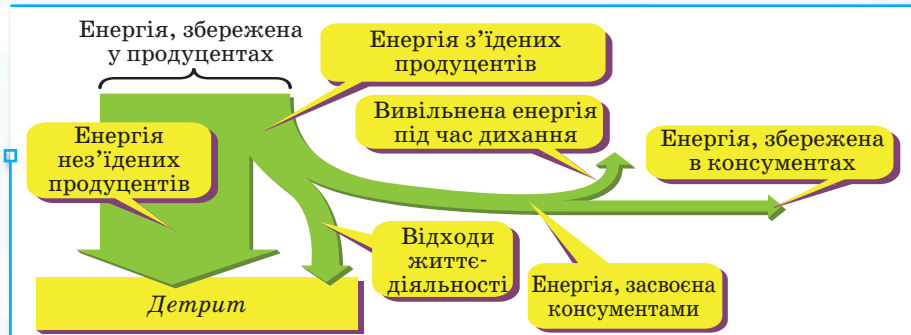 Енергія, збережена
у продуцентах
Енергія з’їдених
продуцентів
Вивільнена енергія
під час дихання
Енергія, збережена
в консументах
Енергія
нез’їдених
продуцентів
Відходи
життє-
діяльності
Енергія, засвоєна
консументами
Детрит